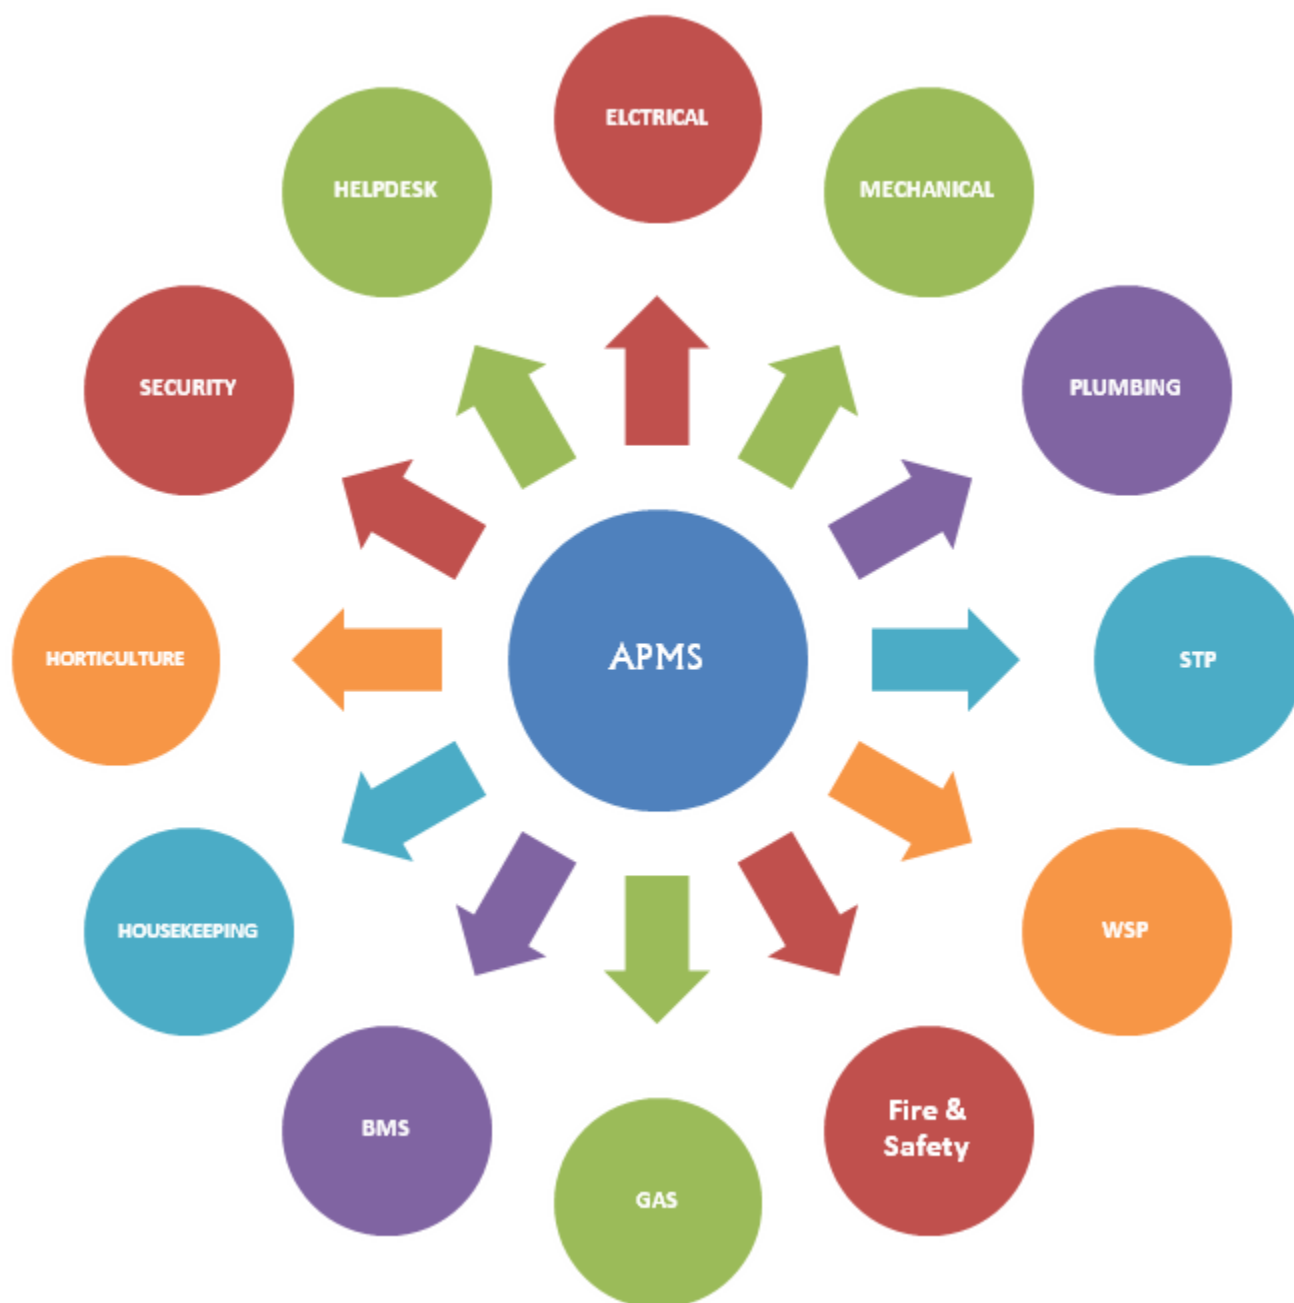 ELCTRICAL
MECHANICAL
PLUMBING
STP
WSP
Fire &
Safety
GAS
BMS
HOUSEKEEPING
HORTICULTURE
SECURITY
HELPDESK
APMS